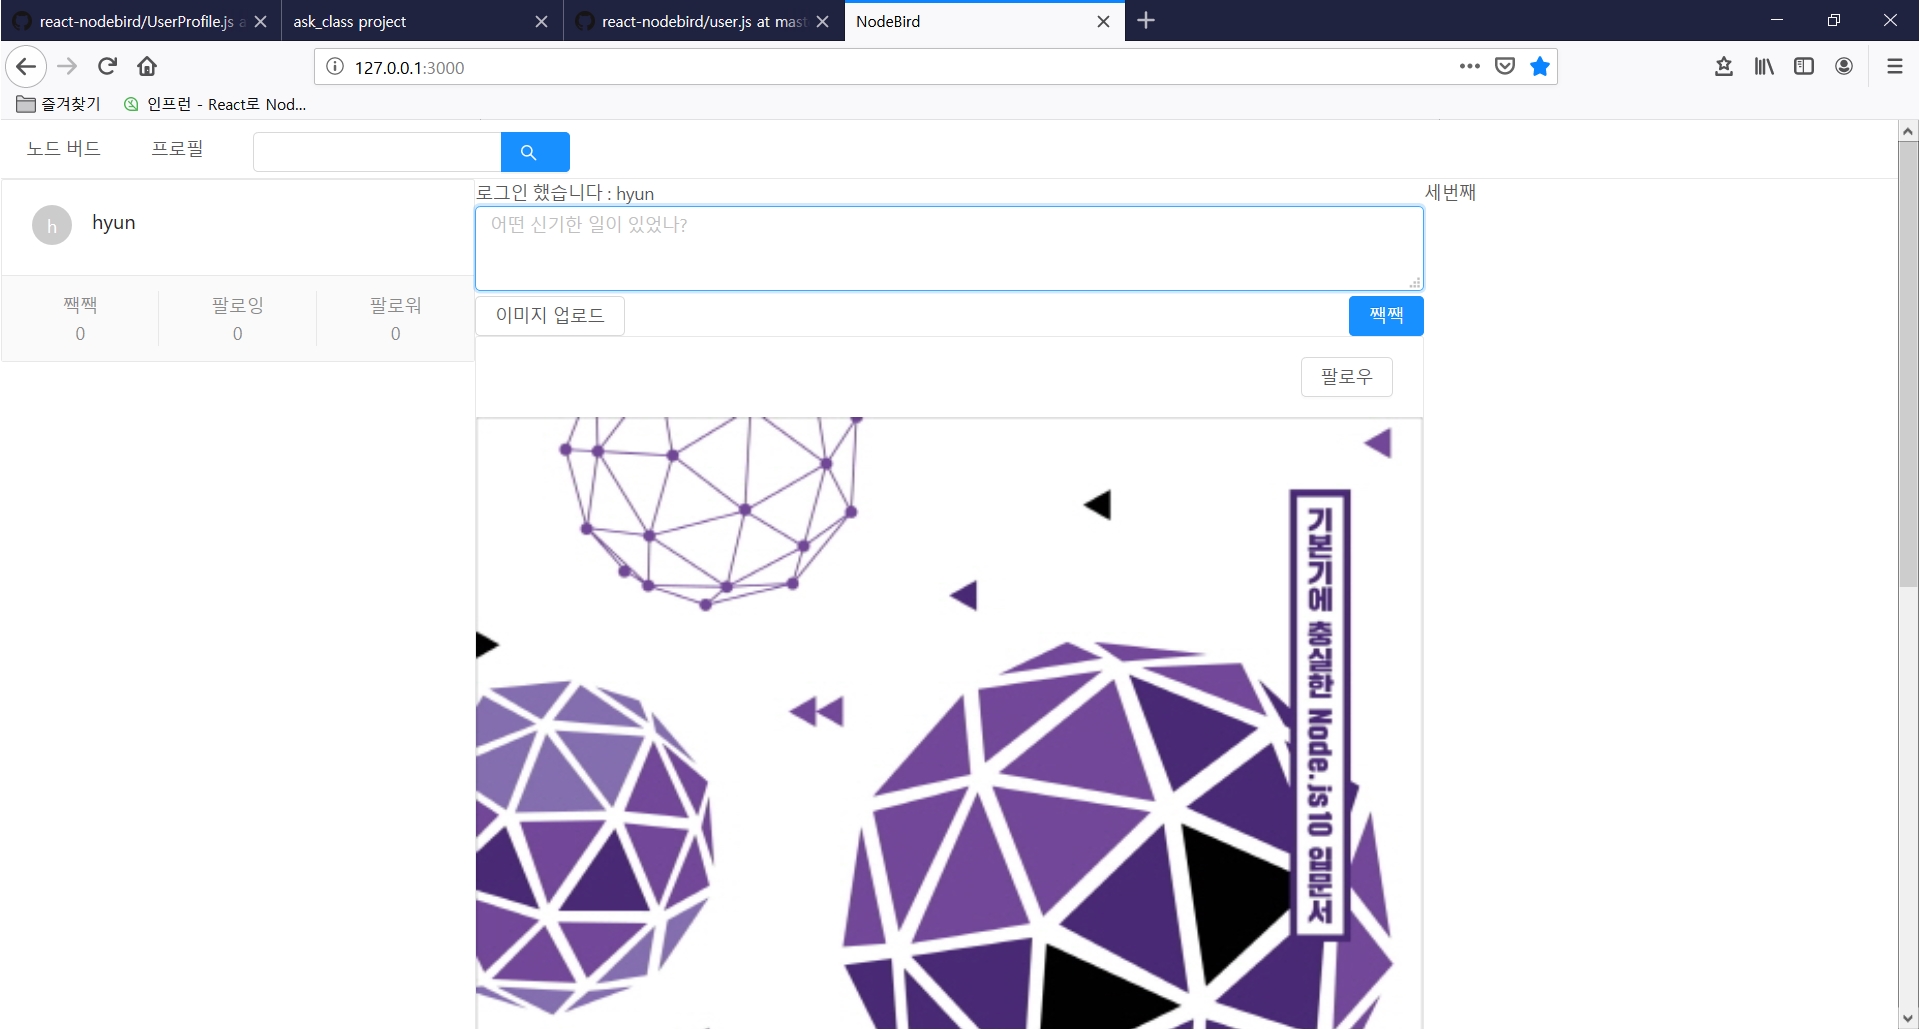 react-nodebird/UserProfile.js a
ask_class project
react-nodebird/user.js at mast
NodeBird
127.0.0.1:3000
즐겨찾기
인프런 - React로 Nod...
노드 버드
프로필
로그인 했습니다 : hyun
세번째
h
hyun
어떤 신기한 일이 있었나?
짹짹
0
팔로잉
0
팔로워
0
이미지 업로드
짹짹
팔로우
기본기에 충실한 Node.js10 입문서